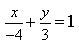 x/-4 + y/3 = 1